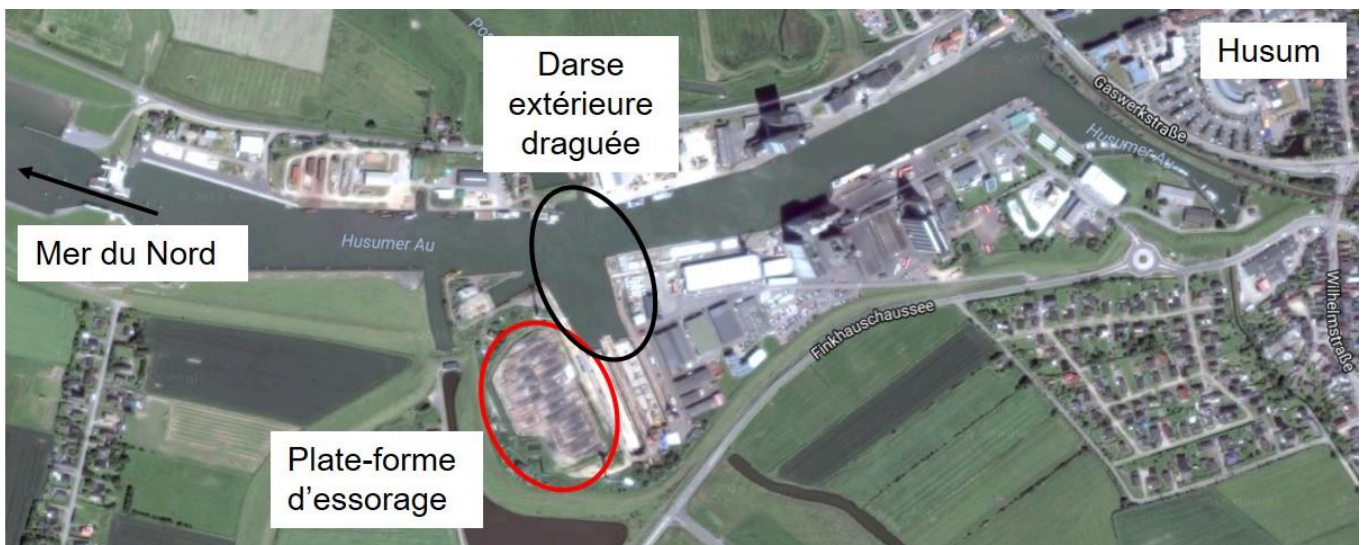 Husum
Darse
extérieure
draguée
Gaswerkstraße
Husumer Au
Mer du Nord
Husumer Au
Finkhauschaussee
Wilhelmstraße
Plate-forme
d'essorage